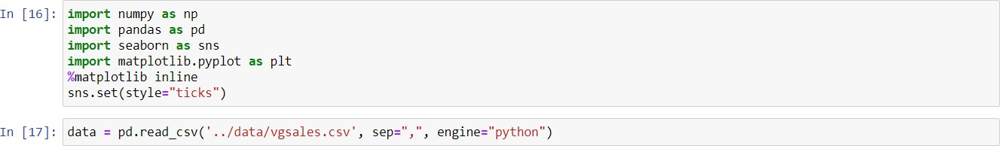 In [16]: import numpy as np
import pandas as pd
import seaborn as sns
import matplotlib.pyplot as plt
%matplotlib inline
sns.set(style="ticks")
In [17]: data = pd.read_csv('../data/vgsales.csv', sep=",", engine="python")